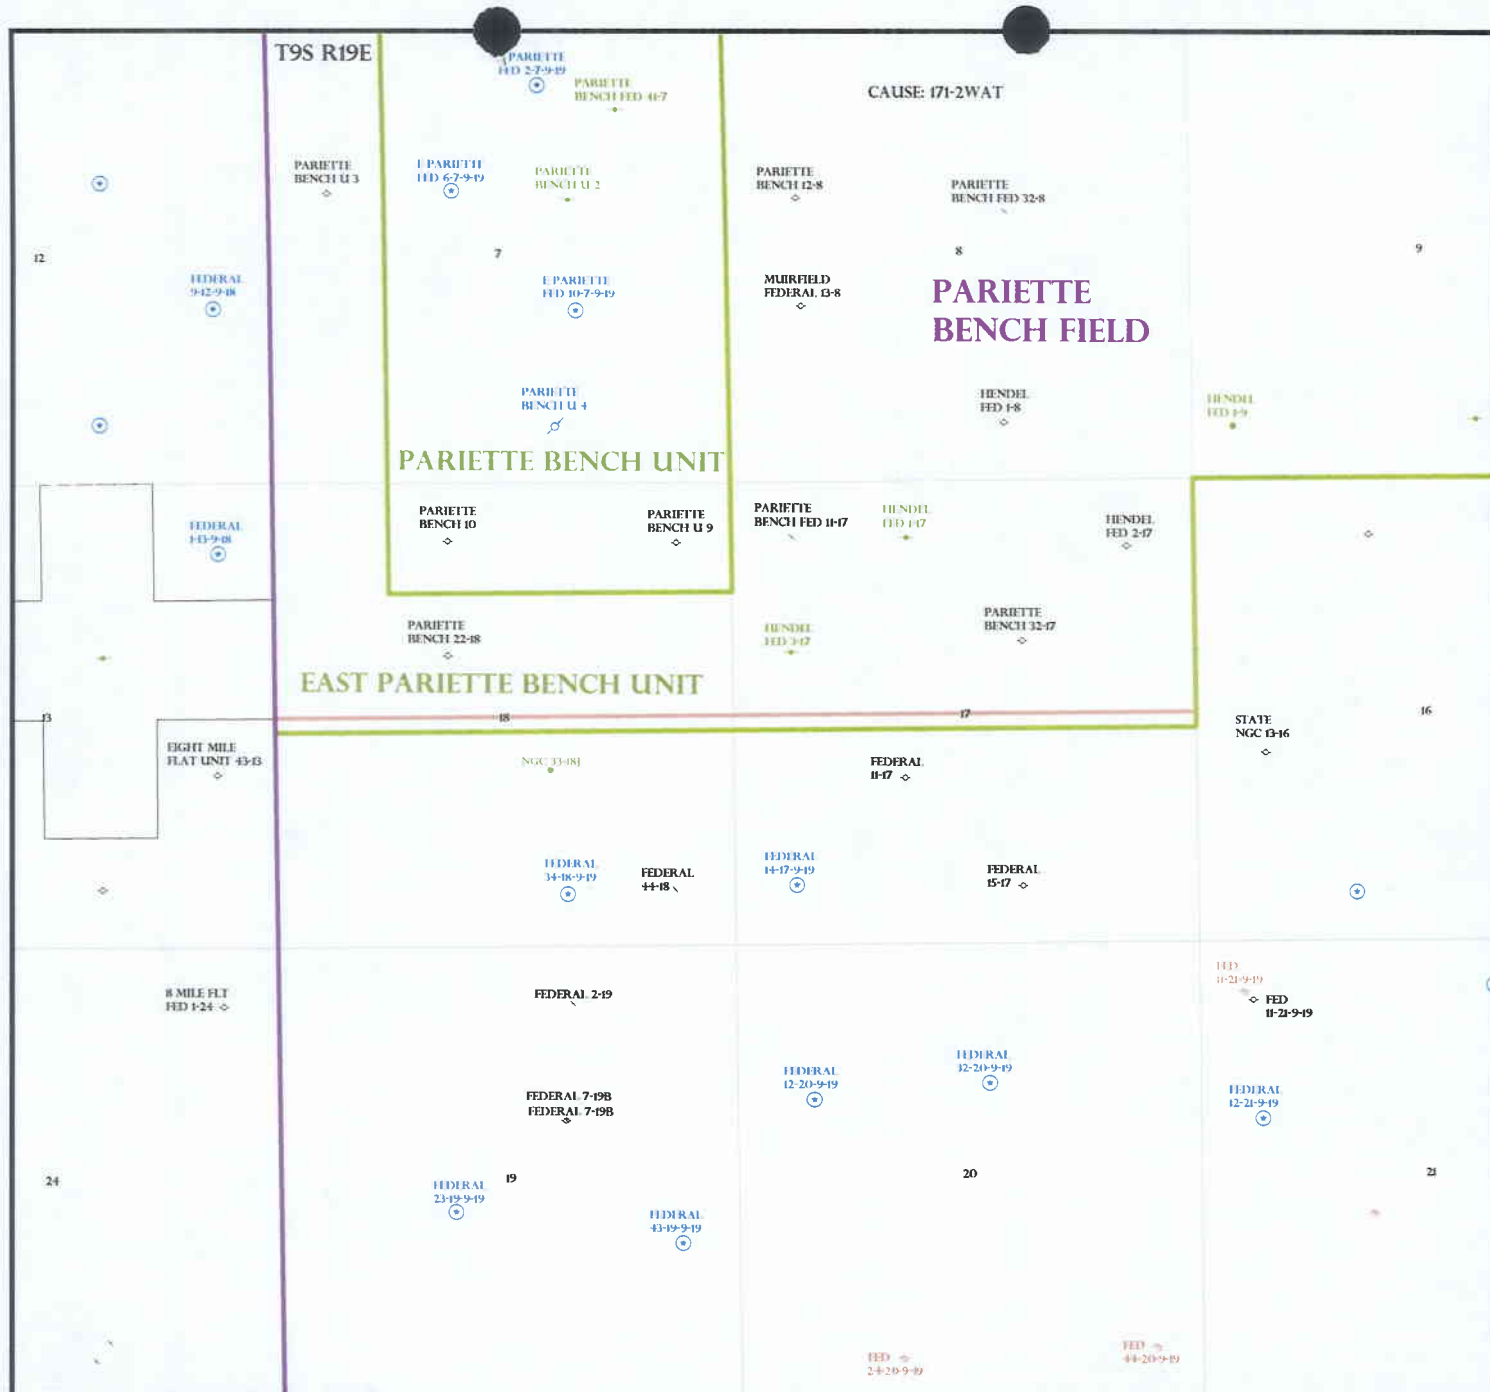 T9S R19E
PARIETTE
FED 2-7-9-19
PARIETTE
BENCH FED 41-7
CAUSE: 171-2WAT
PARIETTE
BENCH U 3
E PARIETTE
FED 6-7-9-19
PARIETTE
BENCH U 2
PARIETTE
BENCH 12-8
PARIETTE
BENCH FED 32-8
12
7
8
9
FEDERAL
9-12-9-18
E PARIETTE
FED 10-7-9-19
MUIRFIELD
FEDERAL 13-8
PARIETTE
BENCH FIELD
PARIETTE
BENCH U 4
HENDEL
FED 1-8
HENDEL
FED 1-9
PARIETTE BENCH UNIT
FEDERAL
1-13-9-18
PARIETTE
BENCH 10
PARIETTE
BENCH U 9
PARIETTE
BENCH FED 11-17
HENDEL
FED 1-17
HENDEL
FED 2-17
PARIETTE
BENCH 22-18
HENDEL
FED 3-17
PARIETTE
BENCH 32-17
EAST PARIETTE BENCH UNIT
13
18
17
16
STATE
NGC 13-16
EIGHT MILE
FLAT UNIT 43-13
NGC 33-18J
FEDERAL
11-17
FEDERAL
34-18-9-19
FEDERAL
44-18
FEDERAL
14-17-9-19
FEDERAL
15-17
8 MILE FLT
FED 1-24
FEDERAL 2-19
FED
11-21-9-19
FED
11-21-9-19
FEDERAL
12-20-9-19
FEDERAL
32-20-9-19
FEDERAL
12-21-9-19
FEDERAL 7-19B
FEDERAL 7-19B
24
19
20
21
FEDERAL
23-19-9-19
FEDERAL
43-19-9-19
FED
24-20-9-19
FED
44-20-9-19